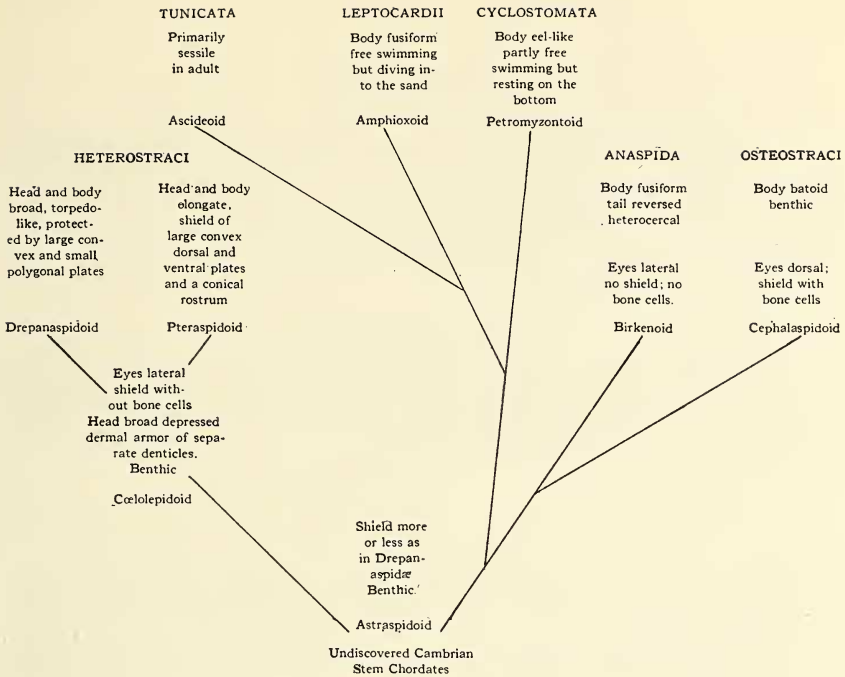 TUNICATA
Primarily
sessile
in adult
Ascideoid
LEPTOCARDII
Body fusiform
free swimming
but diving in-
to the sand
Amphioxoid
CYCLOSTOMATA
Body eel-like
partly free
swimming but
resting on the
bottom
Petromyzontoid
HETEROSTRACI
Head and body
broad, torpedo-
like, protect-
ed by large con-
vex and small
polygonal plates
Drepanaspidoid
Head and body
elongate,
shield of
large convex
dorsal and
ventral plates
and a conical
rostrum
Pteraspidoid
ANASPIDA
Body fusiform
tail reversed
heterocercal
Eyes lateral
no shield; no
bone cells.
Birkenoid
OSTEOSTRACI
Body batoid
benthic
Eyes dorsal;
shield with
bone cells
Cephalaspidoid
Eyes lateral
shield with-
out bone cells
Head broad depressed
dermal armor of sepa-
rate denticles.
Benthic
Cœlolepidoid
Shield more
or less as
in Drepan-
aspidæ
Benthic.
Astraspidoid
Undiscovered Cambrian
Stem Chordates